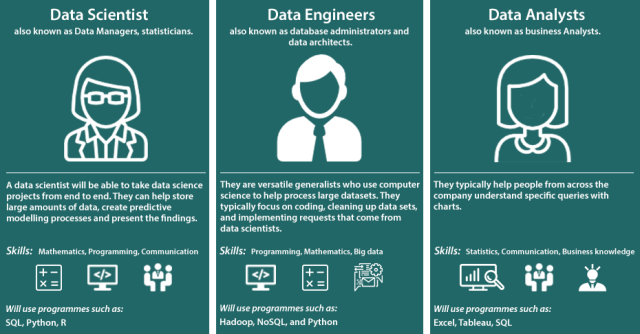 Data Scientist
also known as Data Managers, statisticians.
A data scientist will be able to take data science
projects from end to end. They can help store
large amounts of data, create predictive
modelling processes and present the findings.
Skills: Mathematics, Programming, Communication
Will use programmes such as:
SQL, Python, R
Data Engineers
also known as database administrators and
data architects.
They are versatile generalists who use computer
science to help process large datasets. They
typically focus on coding, cleaning up data sets,
and implementing requests that come from
data scientists.
Skills: Programming, Mathematics, Big data
Will use programmes such as:
Hadoop, NoSQL, and Python
Data Analysts
also known as business Analysts.
They typically help people from across the
company understand specific queries with
charts.
Skills: Statistics, Communication, Business knowledge
Will use programmes such as:
Excel, Tableau, SQL